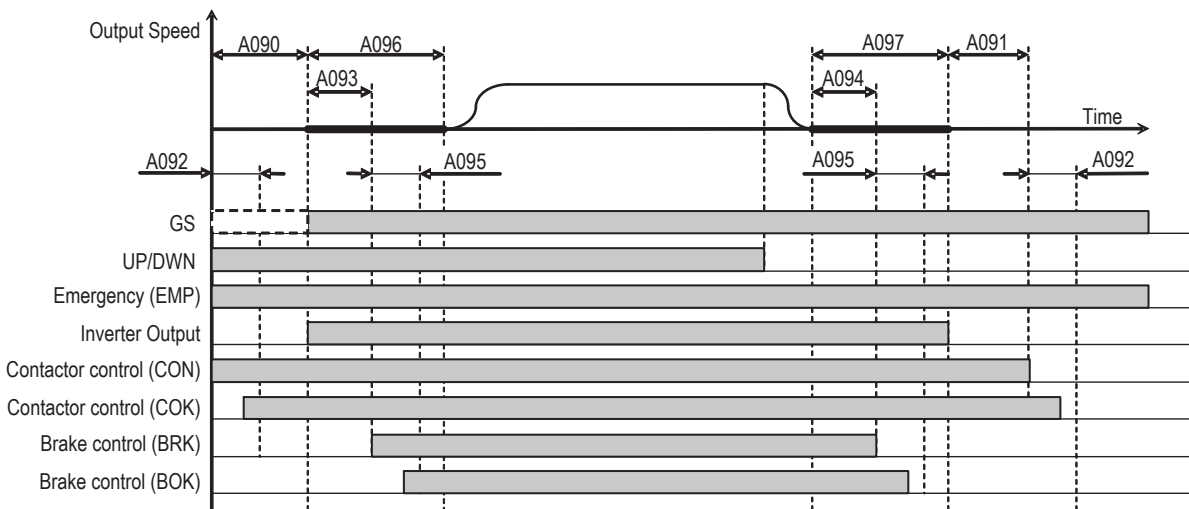 Output Speed
A090
A096
A097
A091
A093
A094
Time
A092
A095
A095
A092
GS
UP/DWN
Emergency (EMP)
Inverter Output
Contactor control (CON)
Contactor control (COK)
Brake control (BRK)
Brake control (BOK)